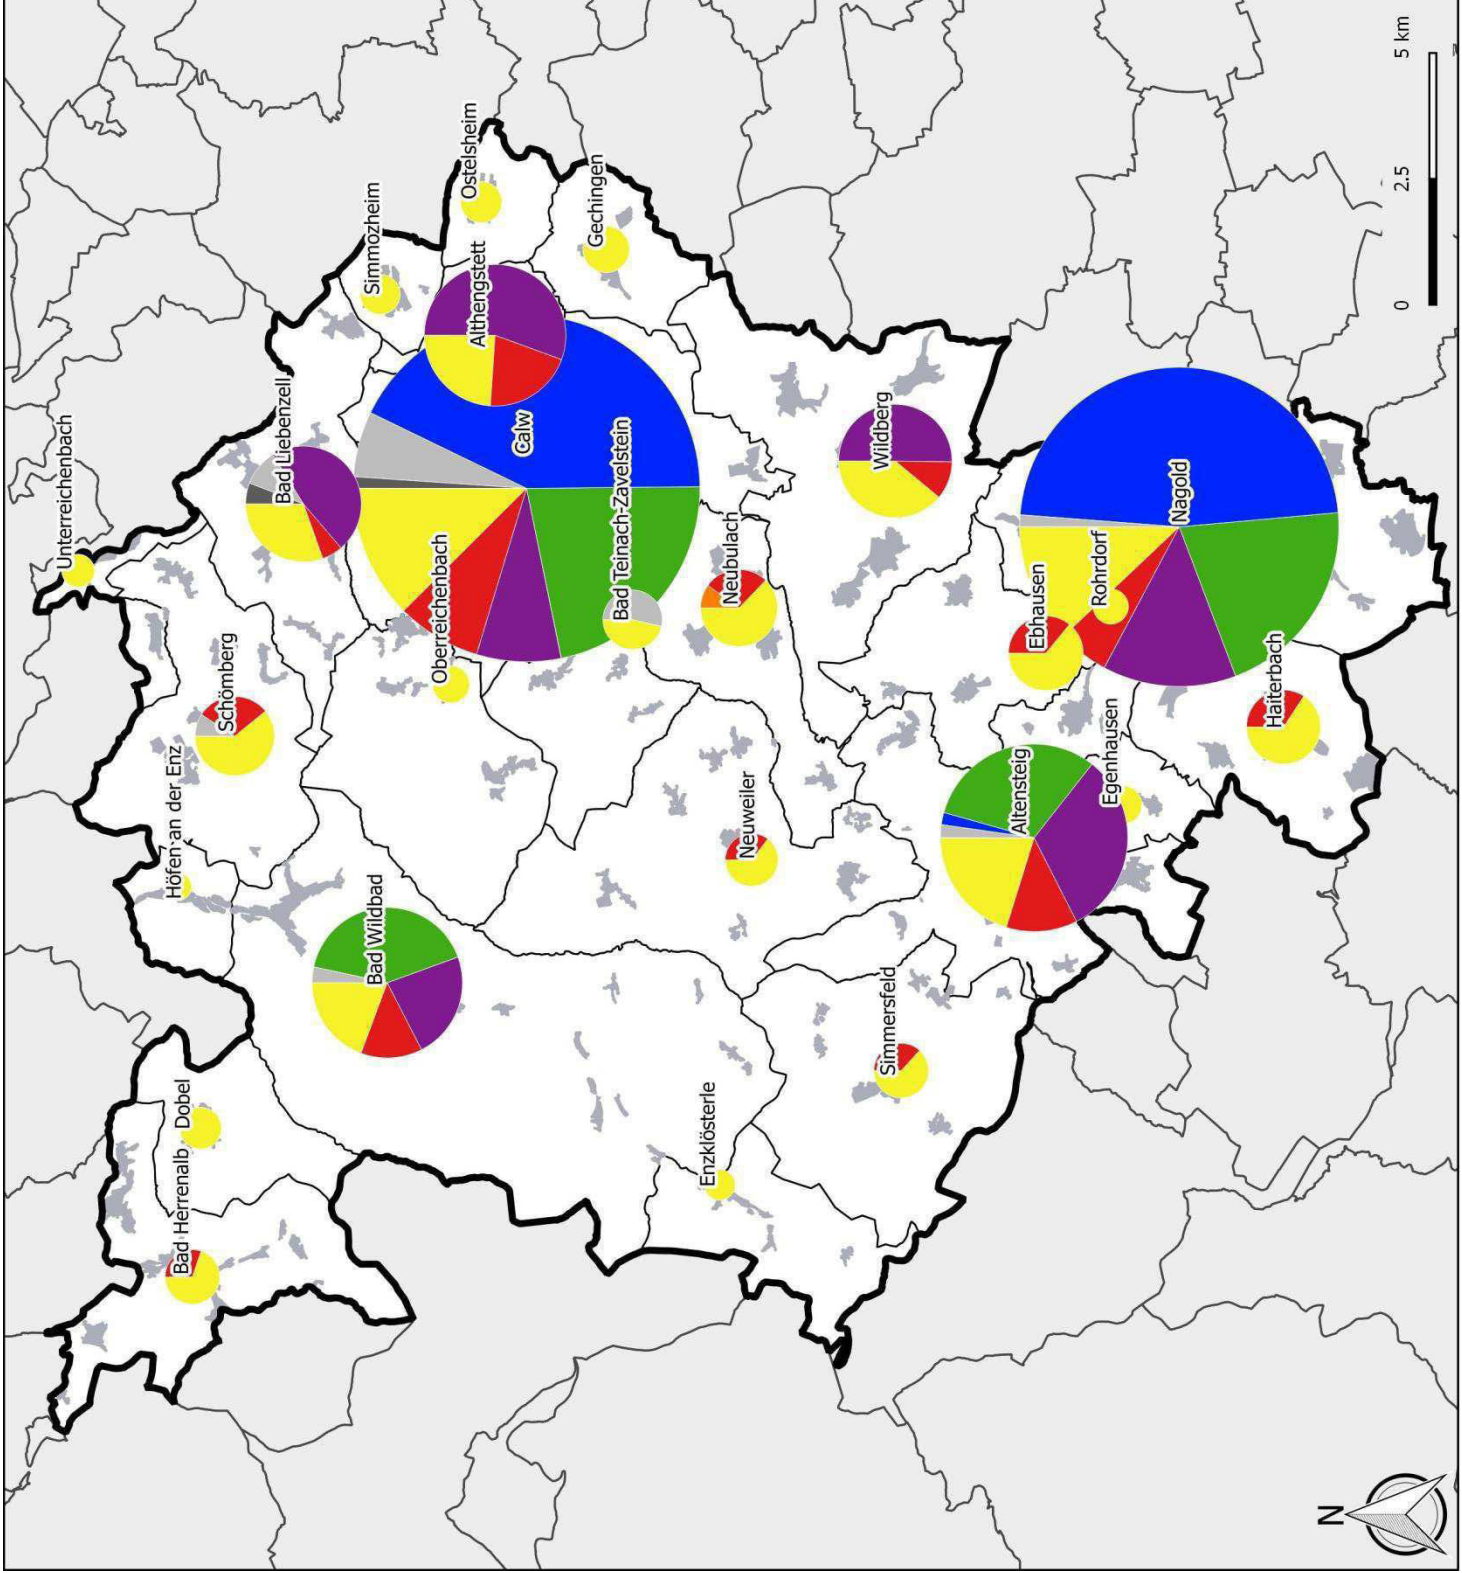 Unterreichenbach
Bad Liebenzell
Simmozheim
Ostelsheim
Althengstett
Gechingen
Höfen an der Enz
Schömberg
Oberreichenbach
Calw
Bad Teinach-Zavelstein
Neubulach
Wildberg
Bad Herrenalb
Dobel
Bad Wildbad
Enzklösterle
Neuweiler
Simmersfeld
Altensteig
Egenhausen
Ebhausen
Rohrdorf
Nagold
Haiterbach
N
0 2.5 5 km